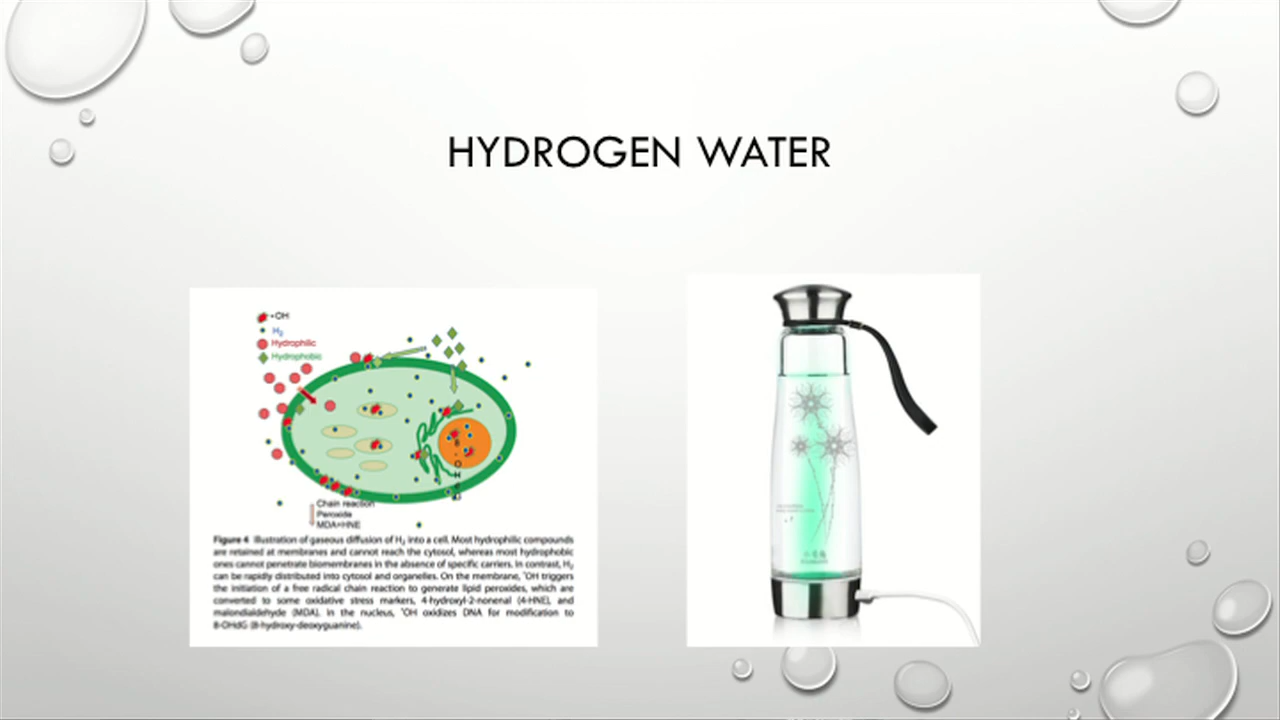 HYDROGEN WATER
•OH
H₂
Hydrophilic
Hydrophobic
8
-
O
H
Chain reaction
Peroxide
MDA+HNE
Figure 4 Illustration of gaseous diffusion of H₂ into a cell. Most hydrophilic compounds
are retained at membranes and cannot reach the cytosol, whereas most hydrophobic
ones cannot penetrate biomembranes in the absence of specific carriers. In contrast, H₂
can be rapidly distributed into cytosol and organelles. On the membrane, ˙OH triggers
the initiation of a free radical chain reaction to generate lipid peroxides, which are
converted to some oxidative stress markers, 4-hydroxyl-2-nonenal (4-HNE), and
malondialdehyde (MDA). In the nucleus, ˙OH oxidizes DNA for modification to
8-OHdG (8-hydroxy-deoxyguanine).